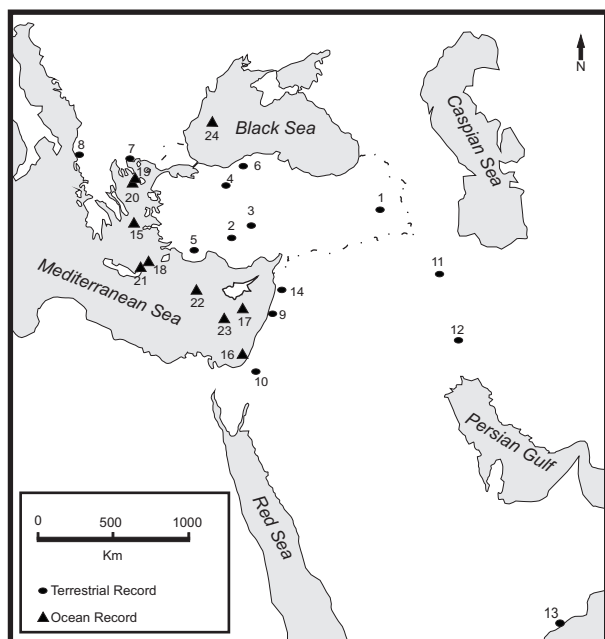 N
Black Sea
Caspian Sea
Mediterranean Sea
Red Sea
Persian Gulf
24
8
7
19
20
6
4
1
3
2
15
5
18
21
22
14
17
9
23
16
10
11
12
13
0 500 1000
Km
Terrestrial Record
Ocean Record